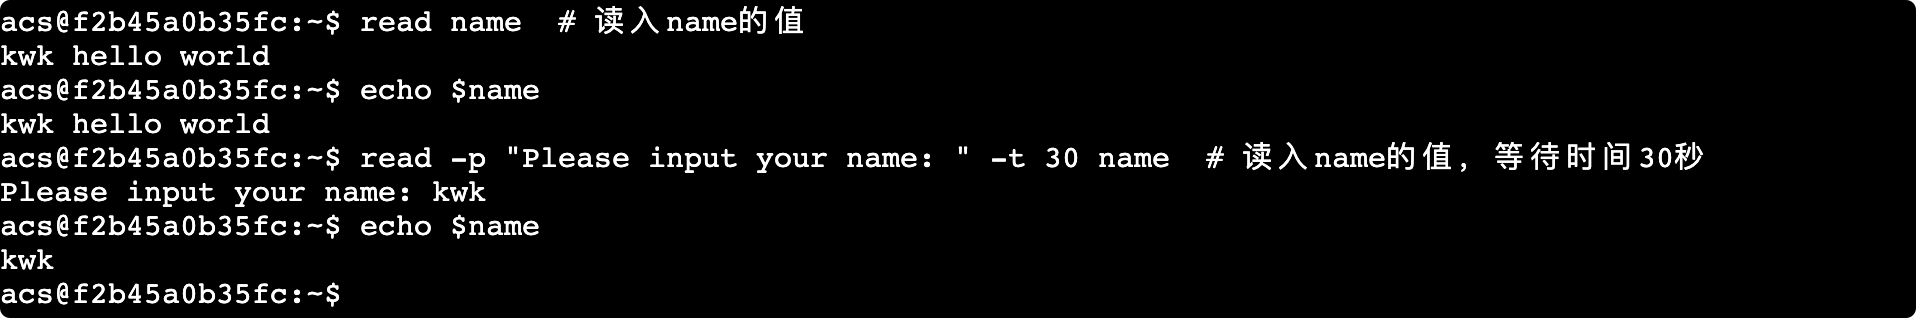 acs@f2b45a0b35fc:~$ read name  # 读入name的值
kwk hello world
acs@f2b45a0b35fc:~$ echo $name
kwk hello world
acs@f2b45a0b35fc:~$ read -p "Please input your name: " -t 30 name  # 读入name的值, 等待时间30秒
Please input your name: kwk
acs@f2b45a0b35fc:~$ echo $name
kwk
acs@f2b45a0b35fc:~$